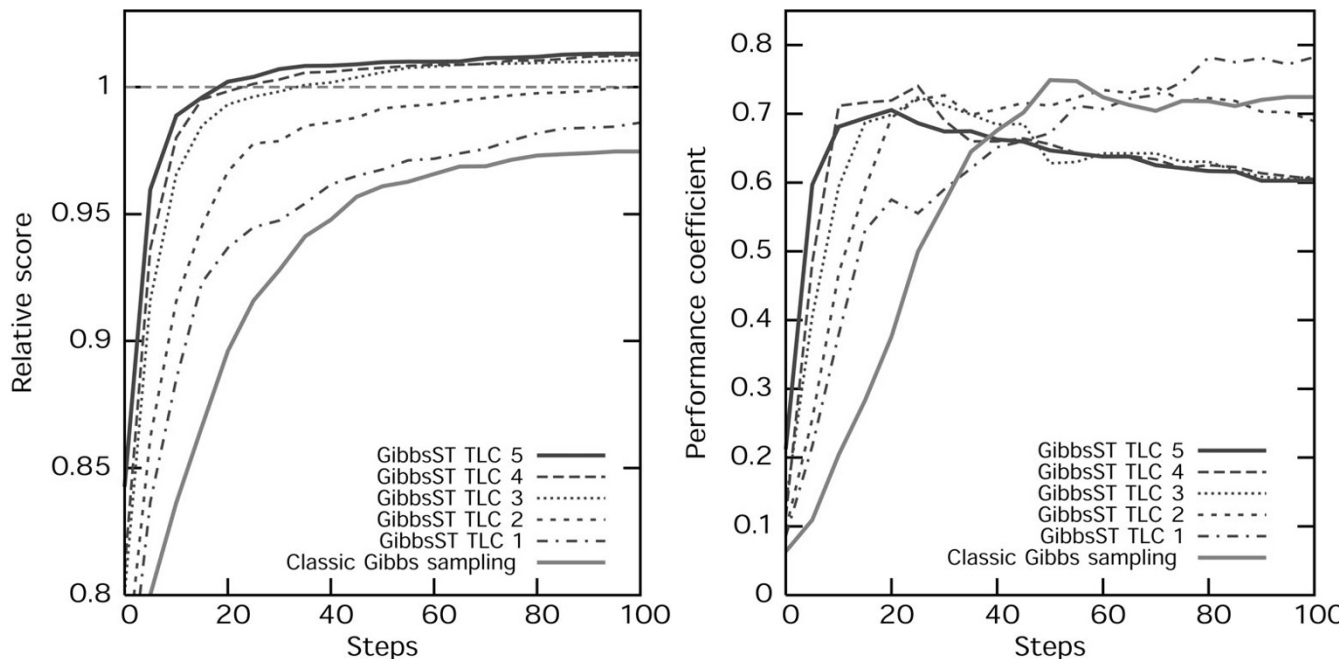 1
0.95
0.9
0.85
0.8
Relative score
GibbsST TLC 5
GibbsST TLC 4
GibbsST TLC 3
GibbsST TLC 2
GibbsST TLC 1
Classic Gibbs sampling
0 20 40 60 80 100
Steps
0.8
0.7
0.6
0.5
0.4
0.3
0.2
0.1
0
Performance coefficient
GibbsST TLC 5
GibbsST TLC 4
GibbsST TLC 3
GibbsST TLC 2
GibbsST TLC 1
Classic Gibbs sampling
0 20 40 60 80 100
Steps